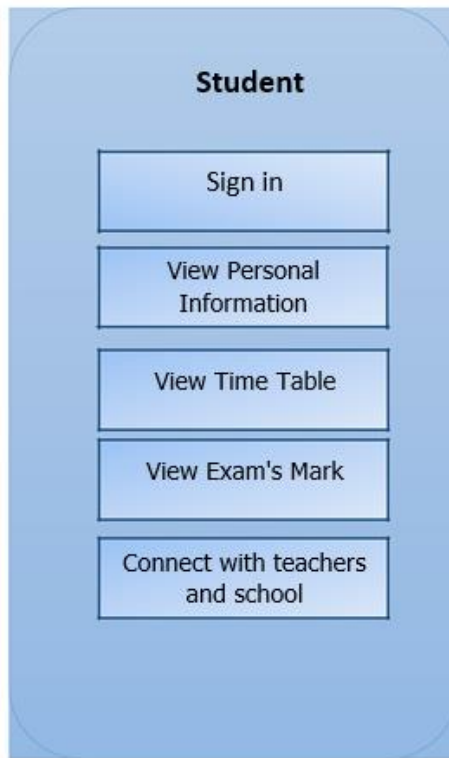 Student
Sign in
View Personal
Information
View Time Table
View Exam's Mark
Connect with teachers
and school